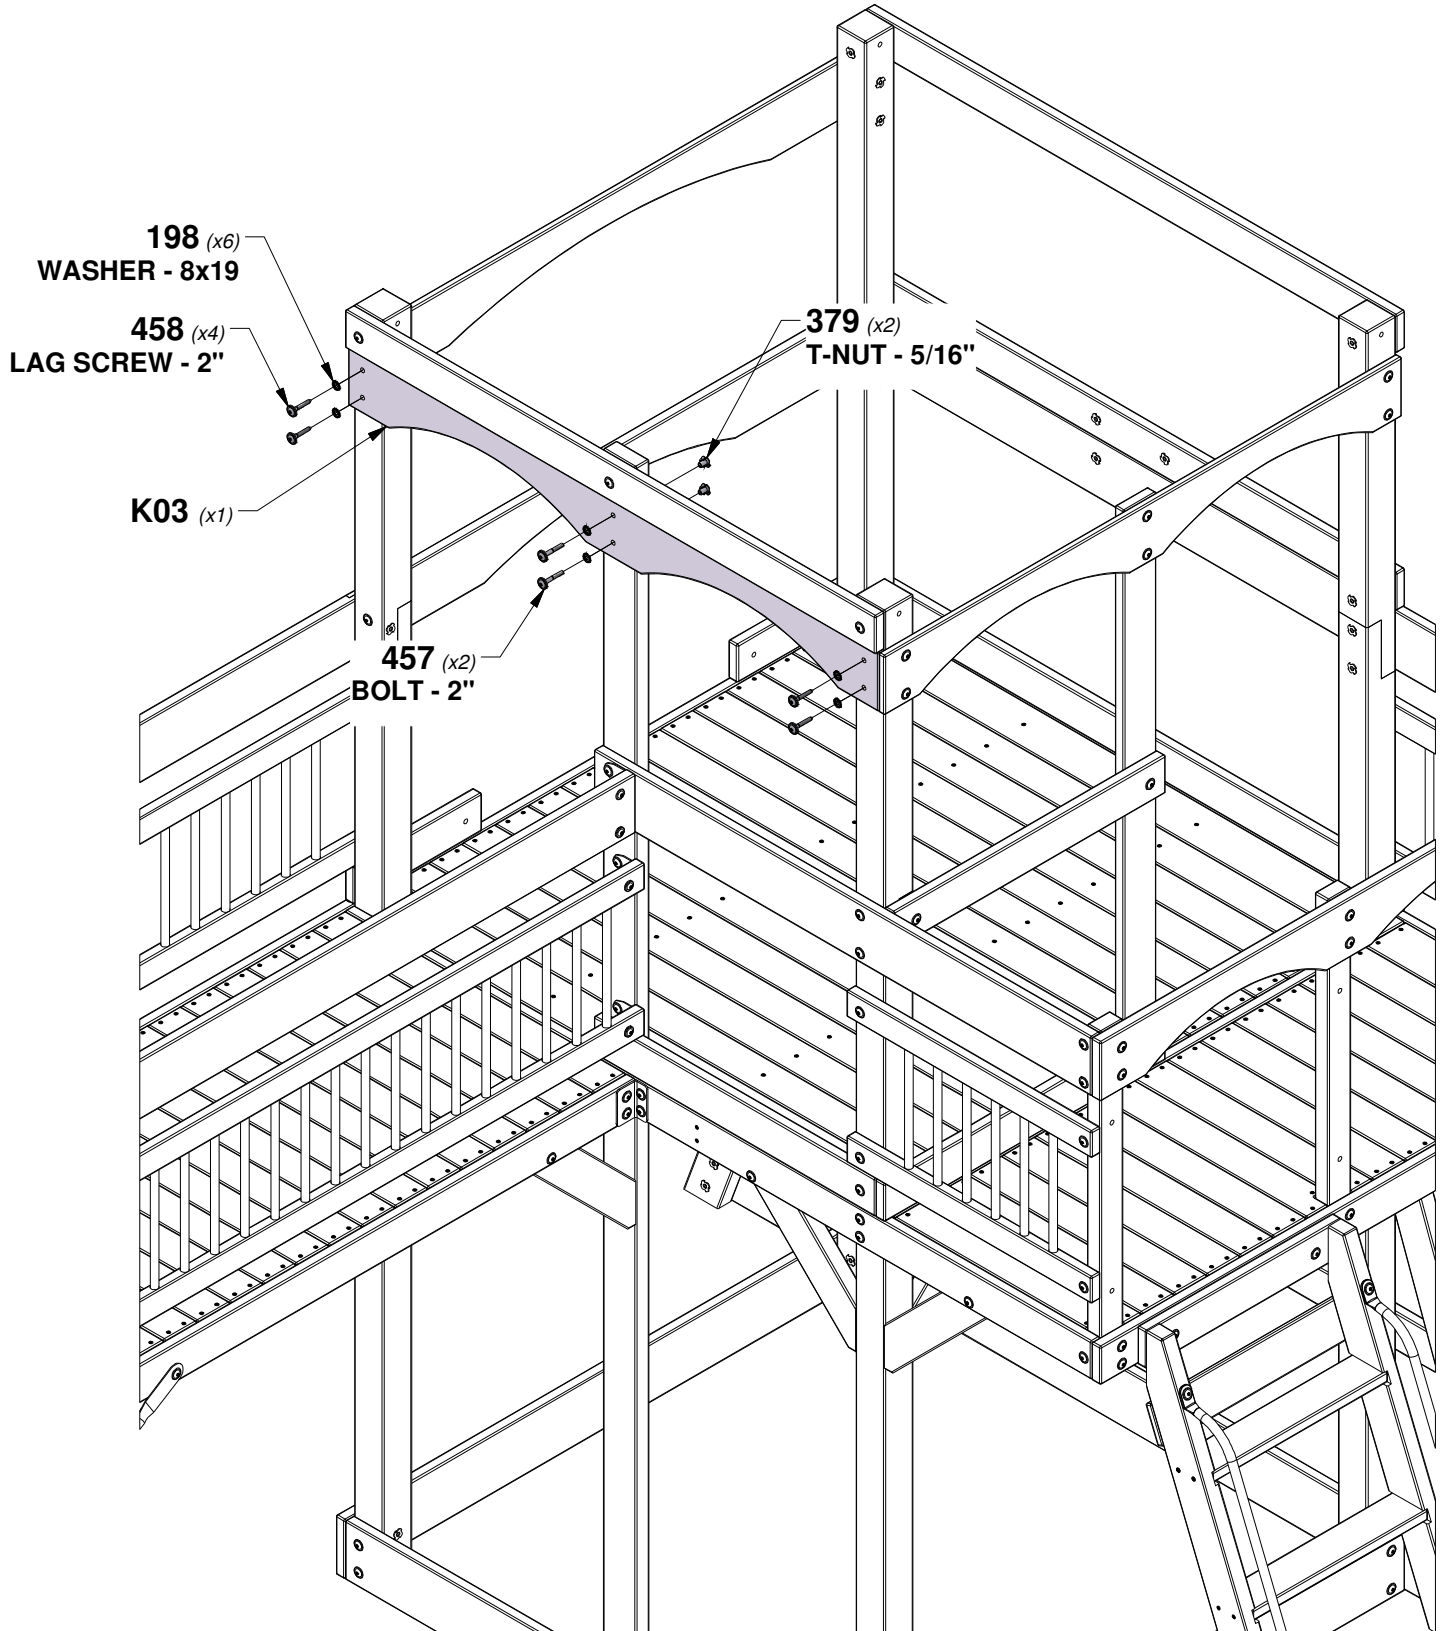 198 (x6)
WASHER - 8x19
458 (x4)
LAG SCREW - 2"
379 (x2)
T-NUT - 5/16"
K03 (x1)
457 (x2)
BOLT - 2"